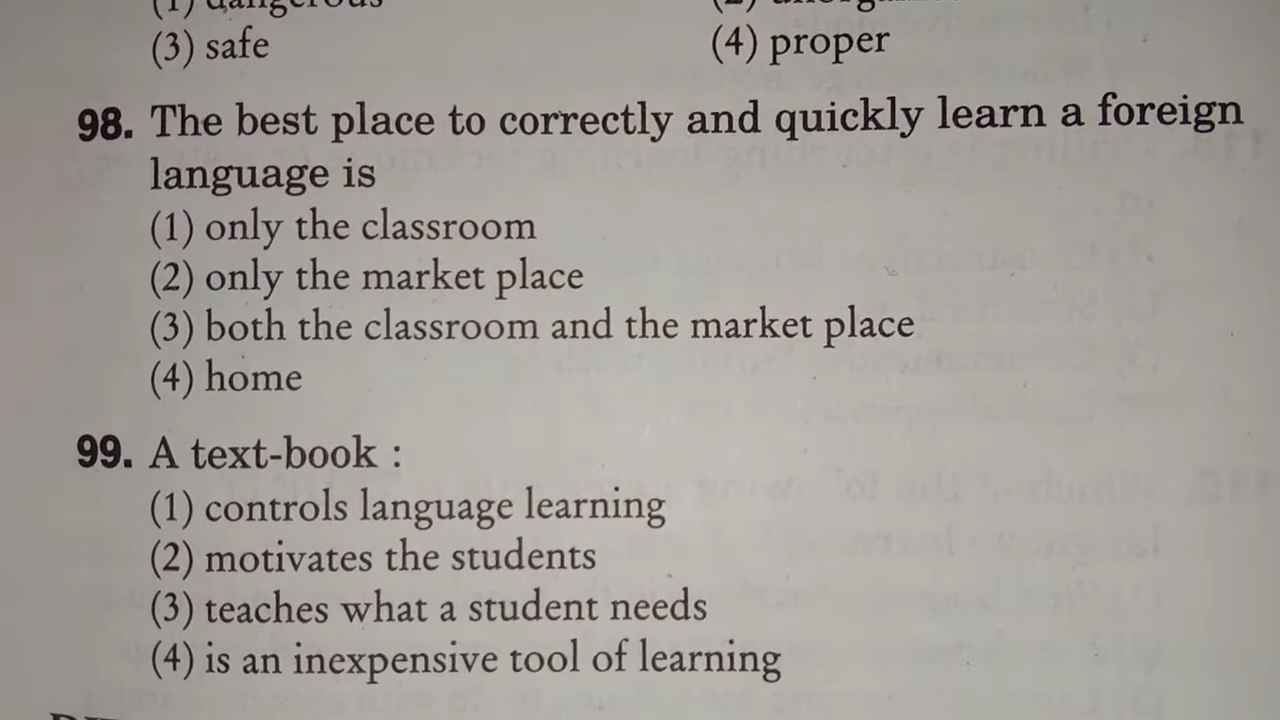 (1) dangerous
(3) safe
(4) proper
98. The best place to correctly and quickly learn a foreign
language is
(1) only the classroom
(2) only the market place
(3) both the classroom and the market place
(4) home
99. A text-book :
(1) controls language learning
(2) motivates the students
(3) teaches what a student needs
(4) is an inexpensive tool of learning